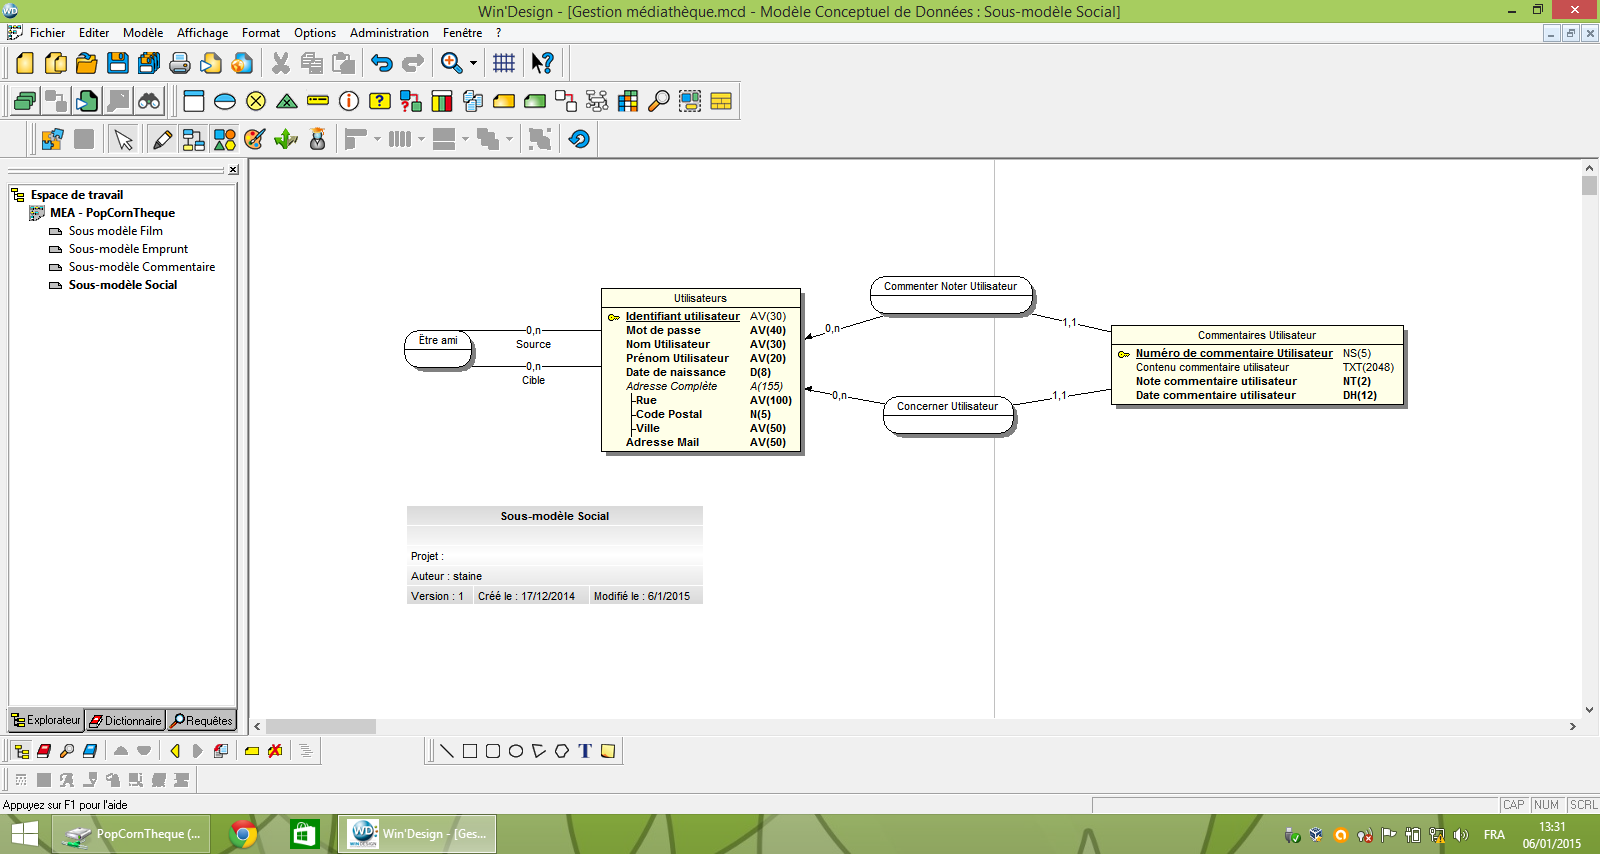 Win'Design - [Gestion médiathèque.mcd - Modèle Conceptuel de Données : Sous-modèle Social]
Fichier Editer Modèle Affichage Format Options Administration Fenêtre ?
Espace de travail
MEA - PopCornTheque
Sous modèle Film
Sous-modèle Emprunt
Sous-modèle Commentaire
Sous-modèle Social
Être ami
0,n
Source
0,n
Cible
Utilisateurs
Identifiant utilisateur AV(30)
Mot de passe AV(40)
Nom Utilisateur AV(30)
Prénom Utilisateur AV(20)
Date de naissance D(8)
Adresse Complète A(155)
Rue AV(100)
Code Postal N(5)
Ville AV(50)
Adresse Mail AV(50)
Commenter Noter Utilisateur
0,n
1,1
Concerner Utilisateur
0,n
1,1
Commentaires Utilisateur
Numéro de commentaire Utilisateur NS(5)
Contenu commentaire utilisateur TXT(2048)
Note commentaire utilisateur NT(2)
Date commentaire utilisateur DH(12)
Sous-modèle Social
Projet :
Auteur : staine
Version : 1 Créé le : 17/12/2014 Modifié le : 6/1/2015
Explorateur Dictionnaire Requêtes
T
Appuyez sur F1 pour l'aide
CAP NUM SCRL
PopCornTheque (... Win'Design - [Ges...
FRA
13:31
06/01/2015